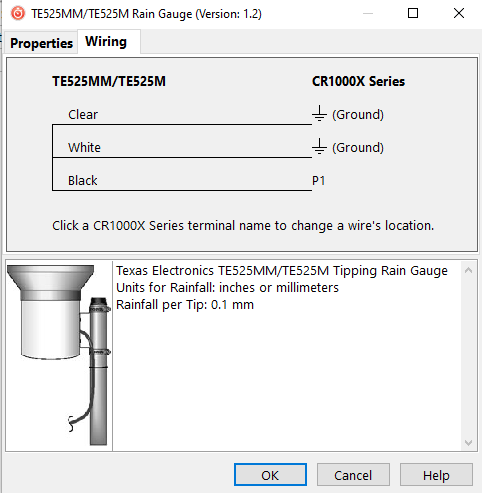 TE525MM/TE525M Rain Gauge (Version: 1.2)
Properties Wiring
TE525MM/TE525M CR1000X Series
Clear (Ground)
White (Ground)
Black P1
Click a CR1000X Series terminal name to change a wire's location.
Texas Electronics TE525MM/TE525M Tipping Rain Gauge
Units for Rainfall: inches or millimeters
Rainfall per Tip: 0.1 mm
OK Cancel Help